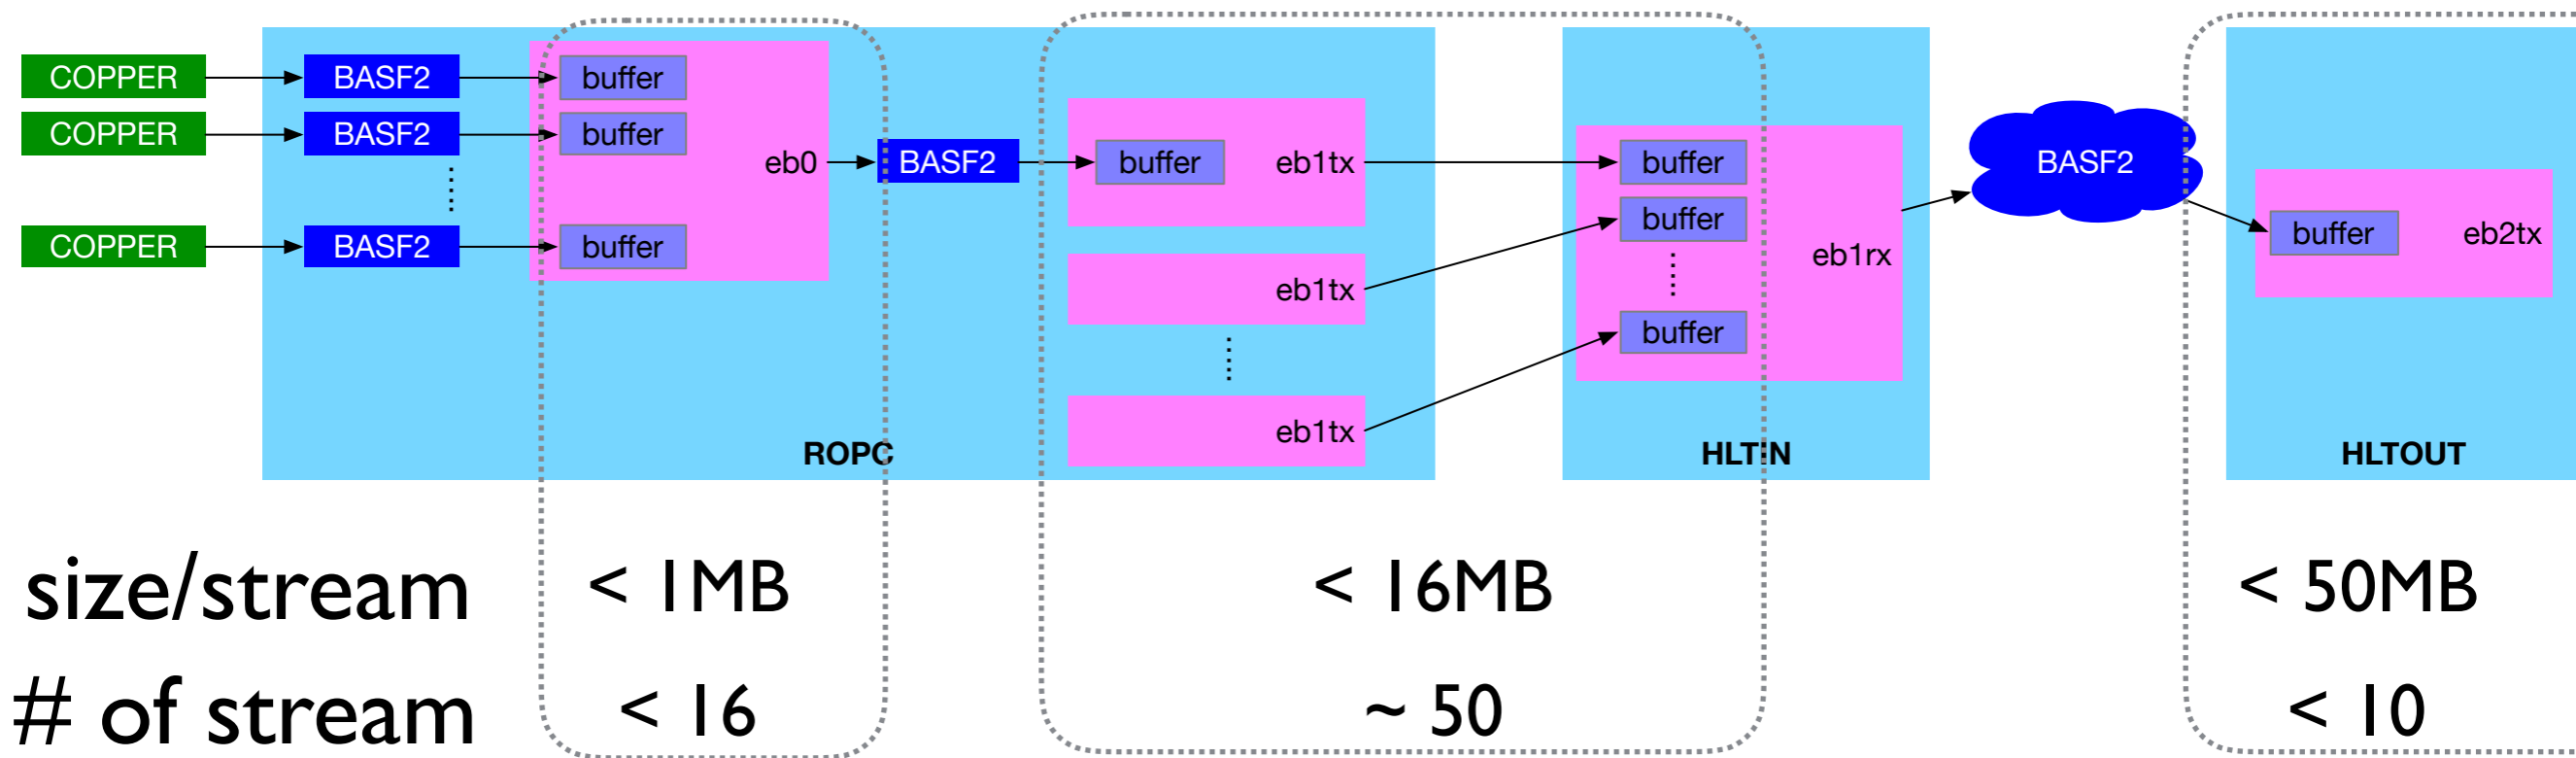 COPPER BASF2 buffer
COPPER BASF2 buffer
eb0 BASF2 buffer eb1tx buffer BASF2
buffer
COPPER BASF2 buffer buffer eb2tx
eb1rx
eb1tx
buffer
eb1tx
ROPC HLTIN HLTOUT
size/stream < 1MB < 16MB < 50MB
# of stream < 16 ~ 50 < 10